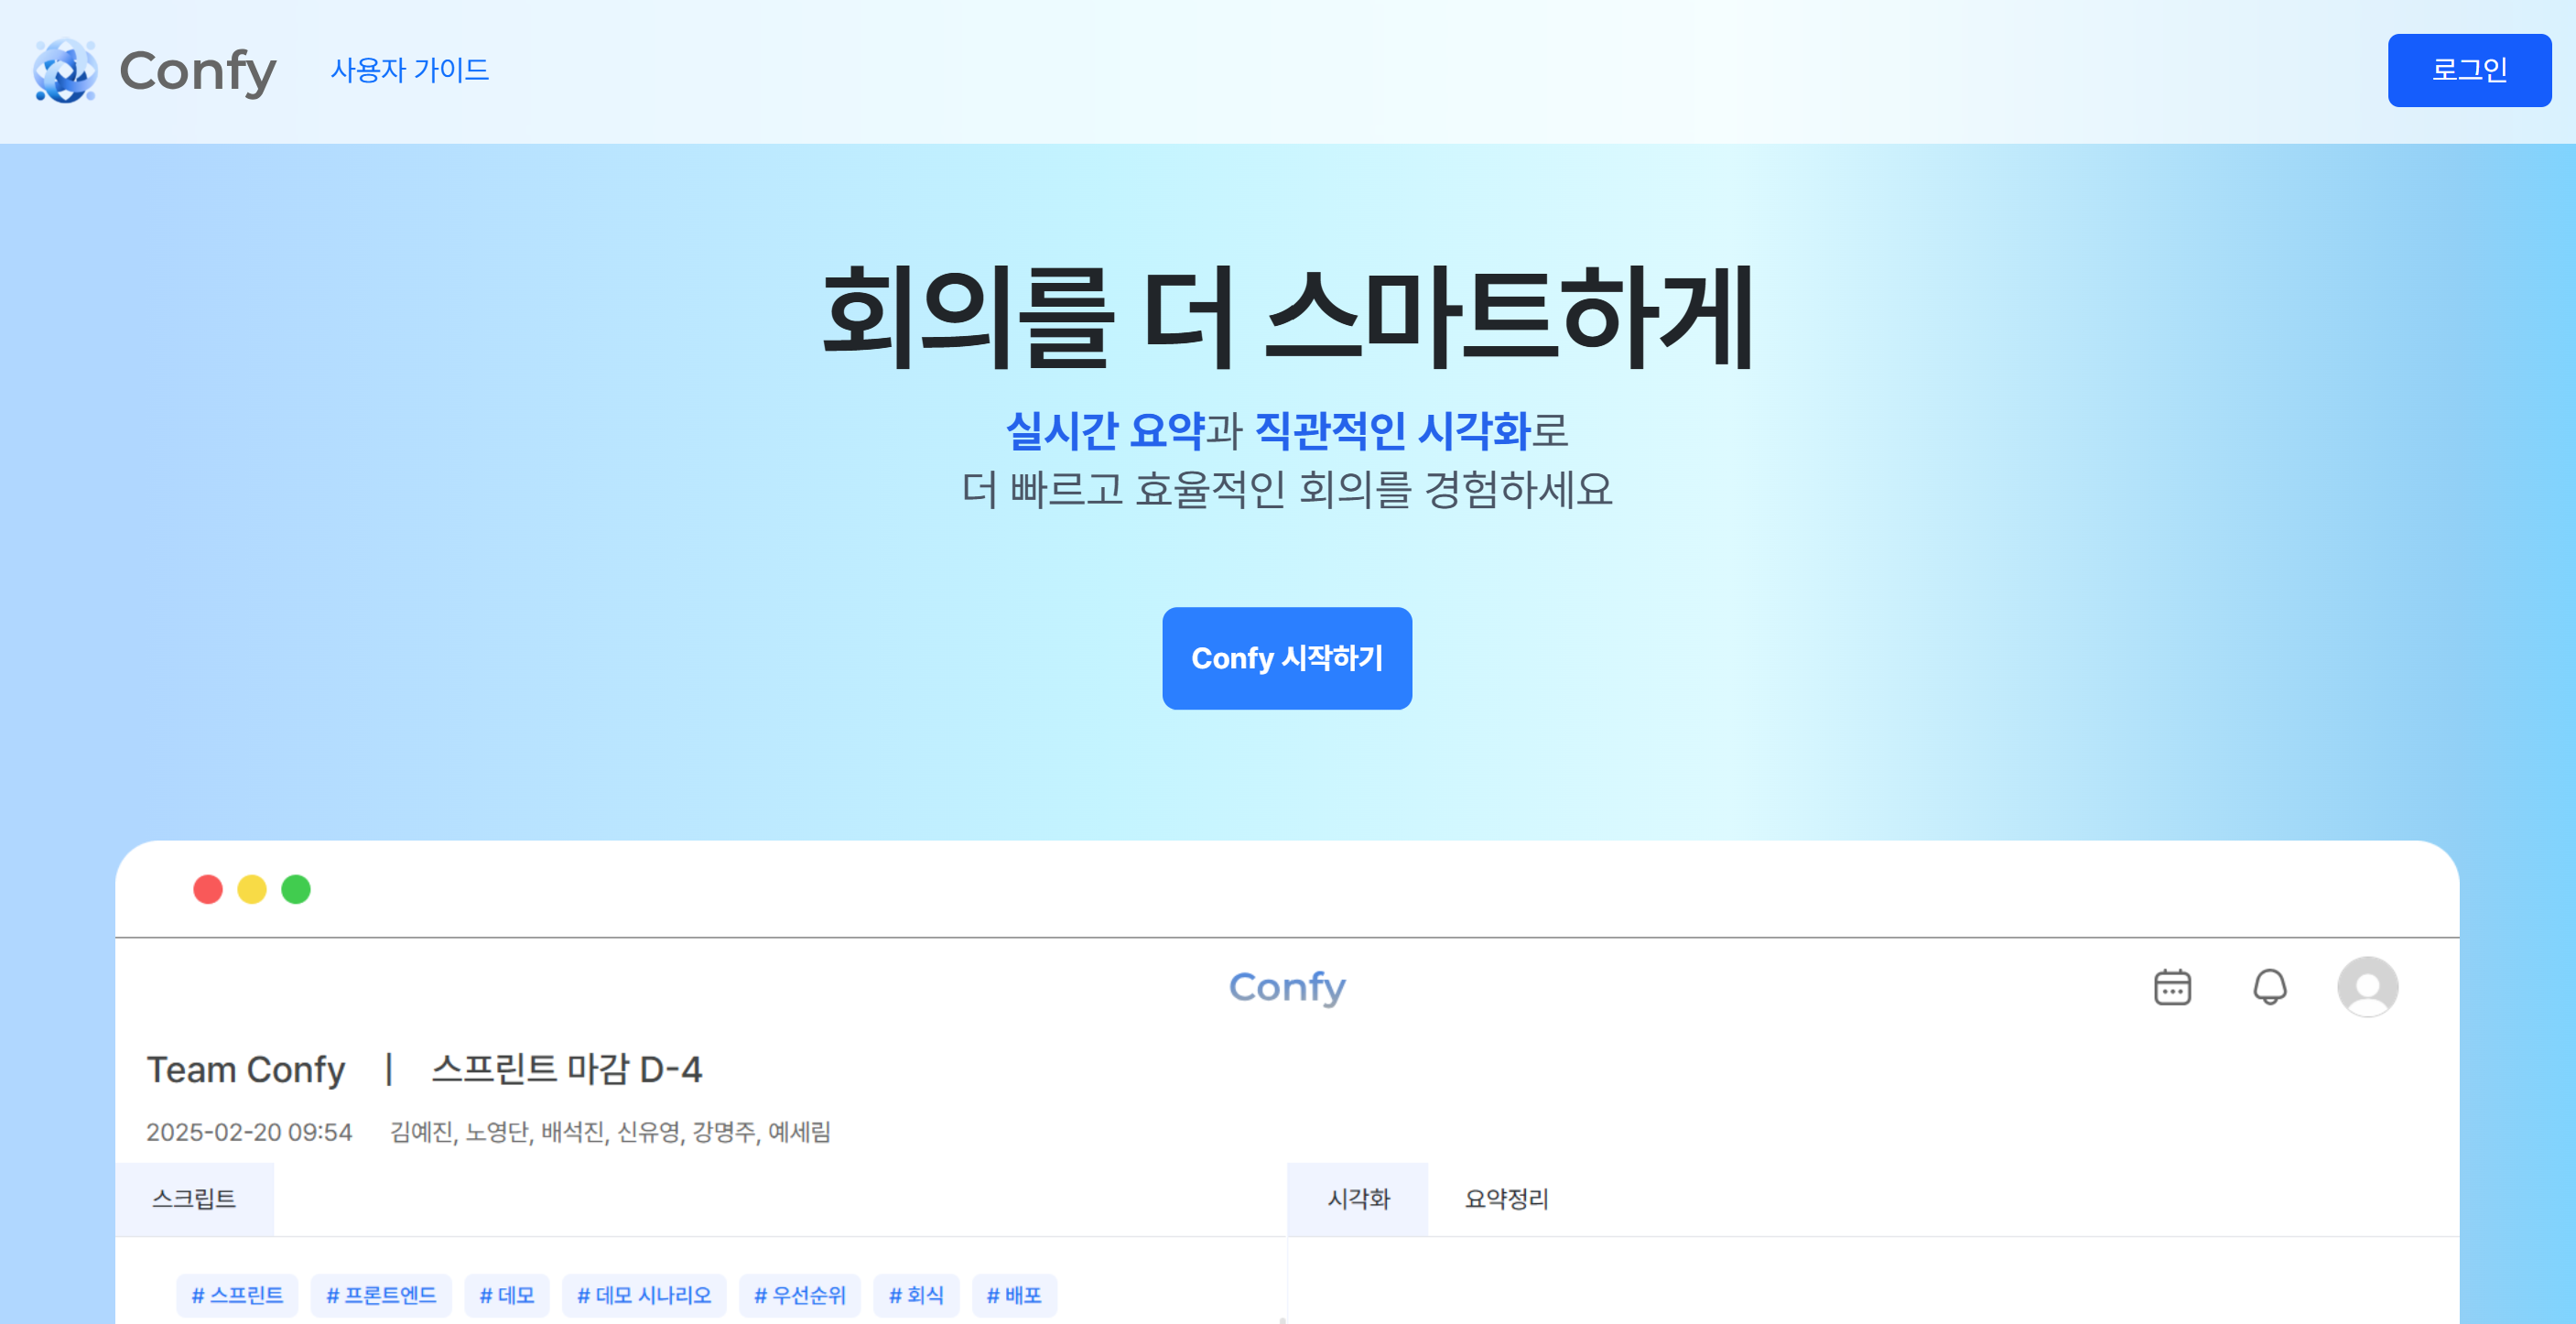 Confy 사용자 가이드 로그인
회의를 더 스마트하게
실시간 요약과 직관적인 시각화로
더 빠르고 효율적인 회의를 경험하세요
Confy 시작하기
Confy
Team Confy | 스프린트 마감 D-4
2025-02-20 09:54 김예진, 노영단, 배석진, 신유영, 강명주, 예세림
스크립트 시각화 요약정리
# 스프린트 # 프론트엔드 # 데모 # 데모 시나리오 # 우선순위 # 회식 # 배포